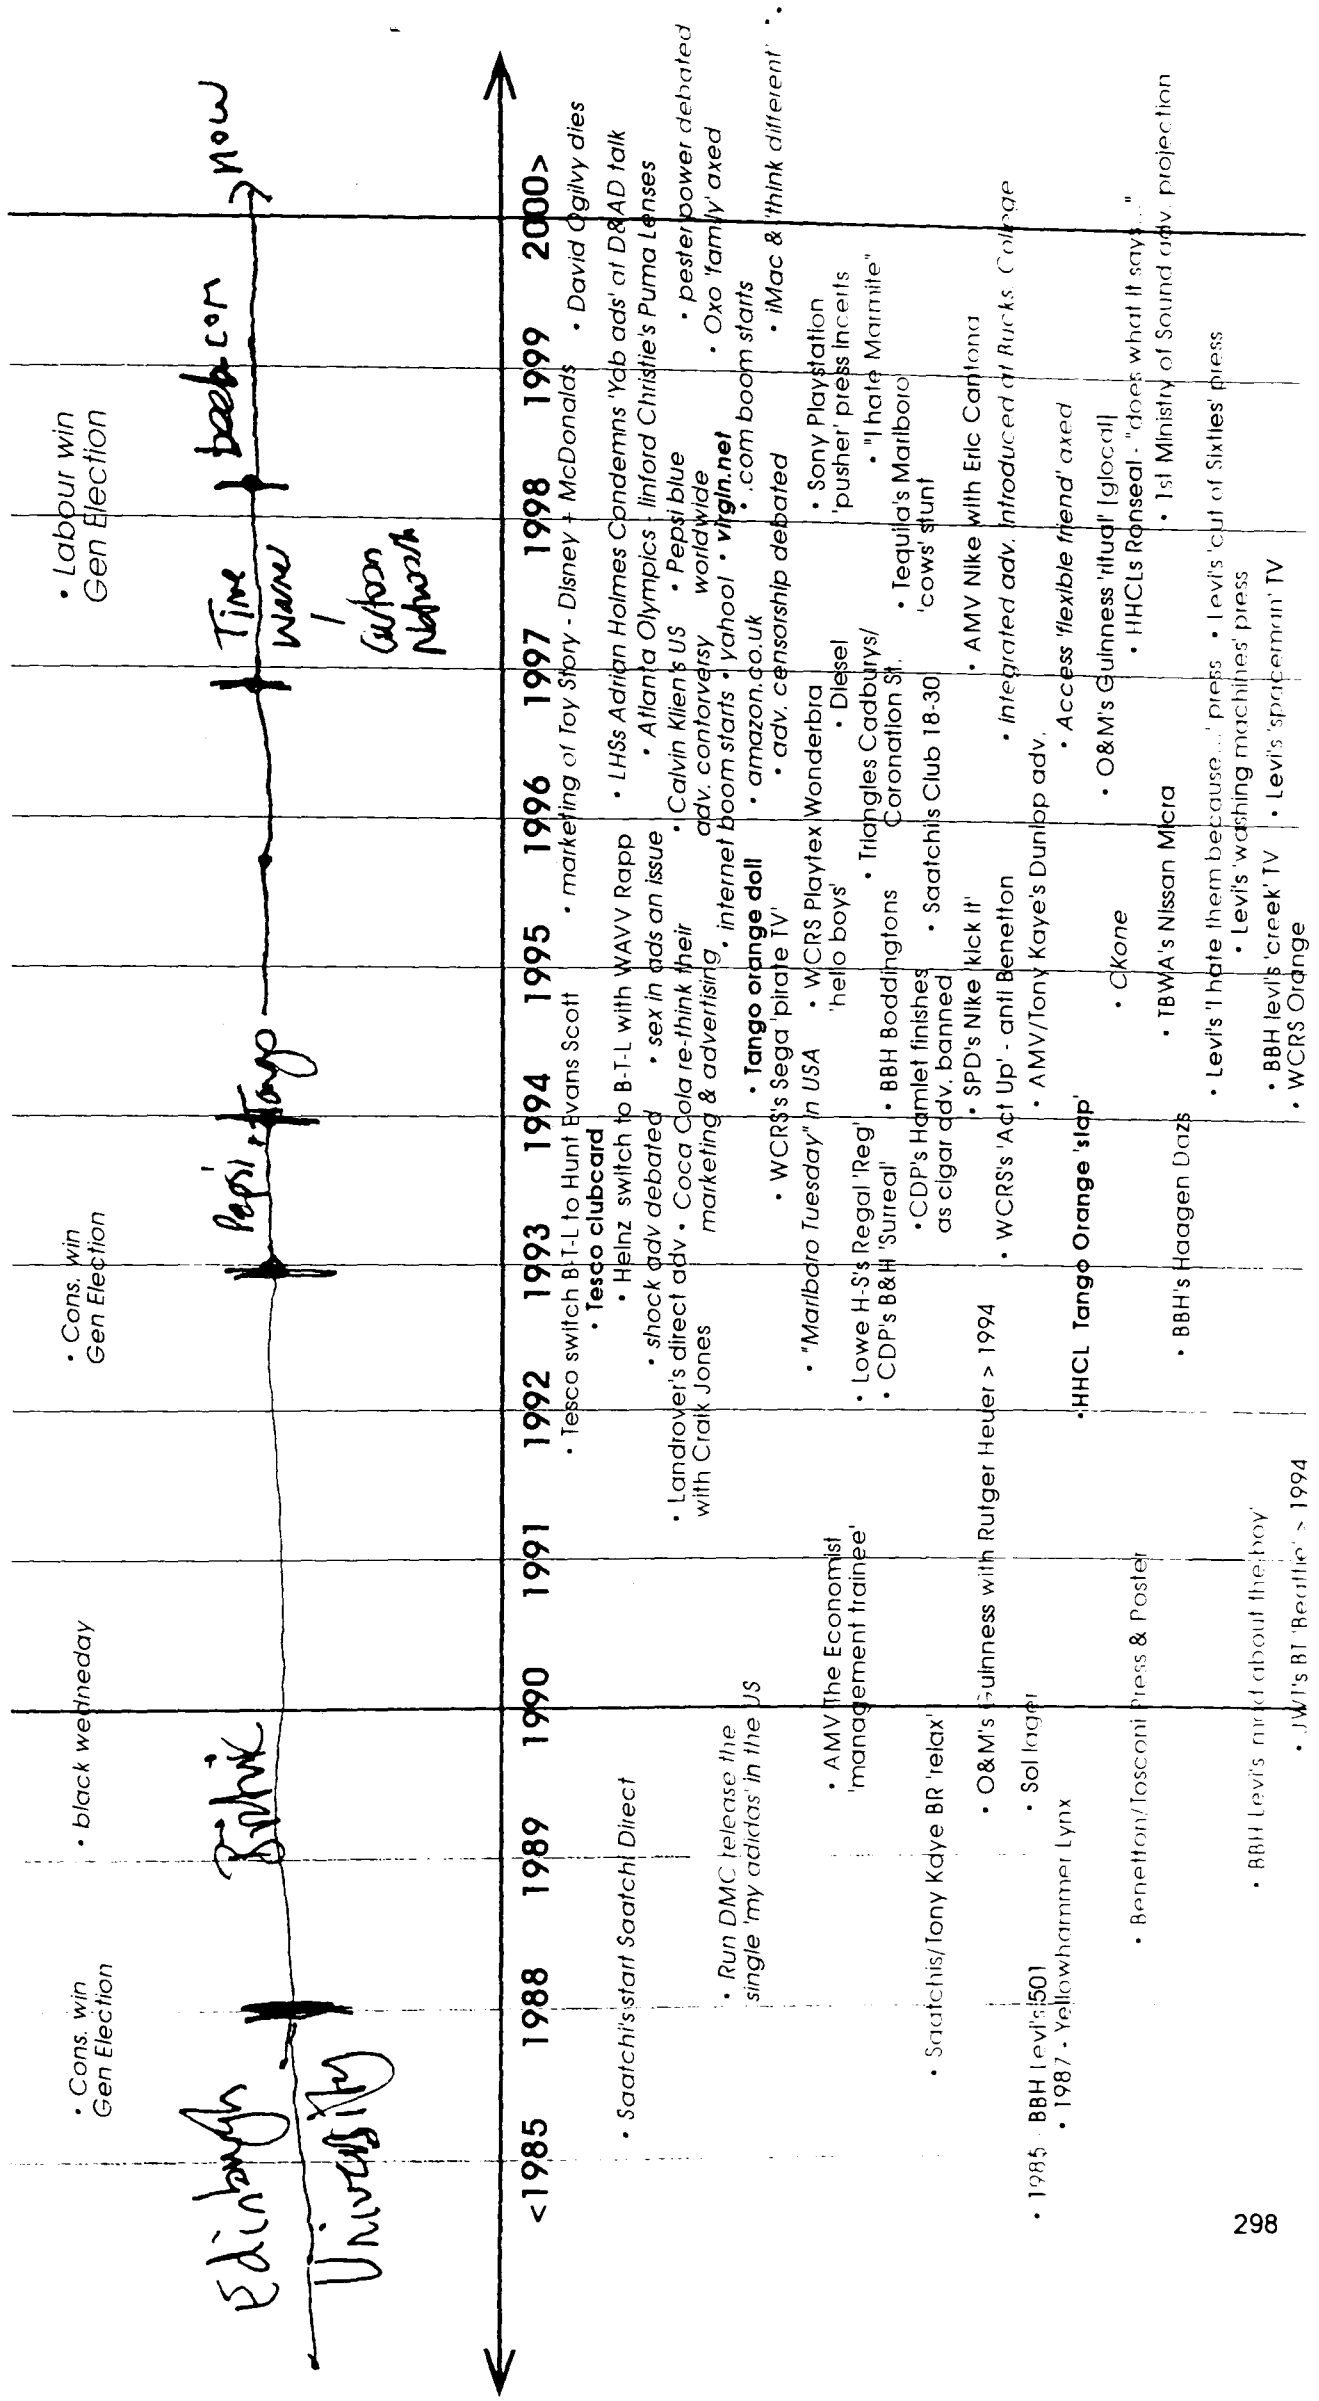 • Cons. win
Gen Election
• black wedneday
• Cons. win
Gen Election
• Labour win
Gen Election
Edinburgh
University
Pepsi
Tango
Time
Warner
/
Cartoon
Network
now
<1985
1988
1989
1990
1991
1992
1993
1994
1995
1996
1997
1998
1999
2000>
• Tesco switch B-T-L to Hunt Evans Scott
• marketing of Toy Story - Disney + McDonalds
• David Ogilvy dies
• Tesco clubcard
• Saatchi's start Saatchi Direct
• Heinz switch to B-T-L with WAVV Rapp
• LHSs Adrian Holmes Condemns 'Yob ads' at D&AD talk
• shock adv debated
• sex in ads an issue
• Atlanta Olympics - linford Christie's Puma Lenses
• Landrover's direct adv
with Craik Jones
• Coca Cola re-think their
marketing & advertising
• Calvin Klien's US
adv. contorversy
• Pepsi blue
worldwide
• pester power debated
• Oxo 'family' axed
• Run DMC release the
single 'my adidas' in the US
• internet boom starts
• yahoo!
• virgin.net
• .com boom starts
• Tango orange doll
• amazon.co.uk
• WCRS's Sega 'pirate TV'
• adv. censorship debated
• iMac & 'think different'
• "Marlboro Tuesday" in USA
• WCRS Playtex Wonderbra
'hello boys'
• Diesel
• Sony Playstation
'pusher' press incerts
• AMV The Economist
'management trainee'
• Lowe H-S's Regal 'Reg'
• CDP's B&H 'Surreal'
• BBH Boddingtons
• Triangles Cadburys/
Coronation St.
• "I hate Marmite"
• Tequila's Marlboro
'cows' stunt
• Saatchis/Tony Kaye BR 'relax'
• CDP's Hamlet finishes
as cigar adv. banned
• Saatchis Club 18-30
• SPD's Nike 'kick it'
• AMV Nike with Eric Cantona
• O&M's Guinness with Rutger Heuer > 1994
• WCRS's 'Act Up' - anti Benetton
• Integrated adv. introduced at Bucks. College
• 1985 - BBH Levi's 501
• Sol lager
• AMV/Tony Kaye's Dunlop adv.
• 1987 - Yellowhammer Lynx
• Access 'flexible friend' axed
• HHCL Tango Orange 'slap'
• O&M's Guinness 'ritual' [glocal]
• CKone
• HHCLs Ronseal - "does what it says..."
• Benetton/Tosconi Press & Poster
• BBH's Haagen Dazs
• TBWA's Nissan Micra
• 1st Ministry of Sound adv. projection
• Levi's 'I hate them because...' press
• Levi's 'cut of Sixties' press
• Levi's 'washing machines' press
• BBH Levi's mad about the boy'
• BBH levi's 'creek' TV
• Levi's 'spaceman' TV
• JWT's BT 'Beattie' > 1994
• WCRS Orange
298